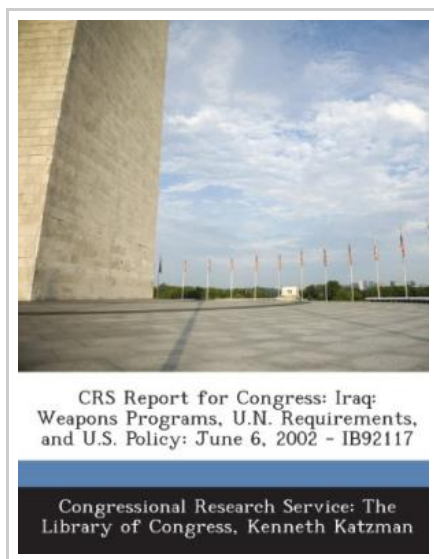 CRS Report for Congress: Iraq:
Weapons Programs, U.N. Requirements,
and U.S. Policy: June 6, 2002 - IB92117
Congressional Research Service: The
Library of Congress, Kenneth Katzman